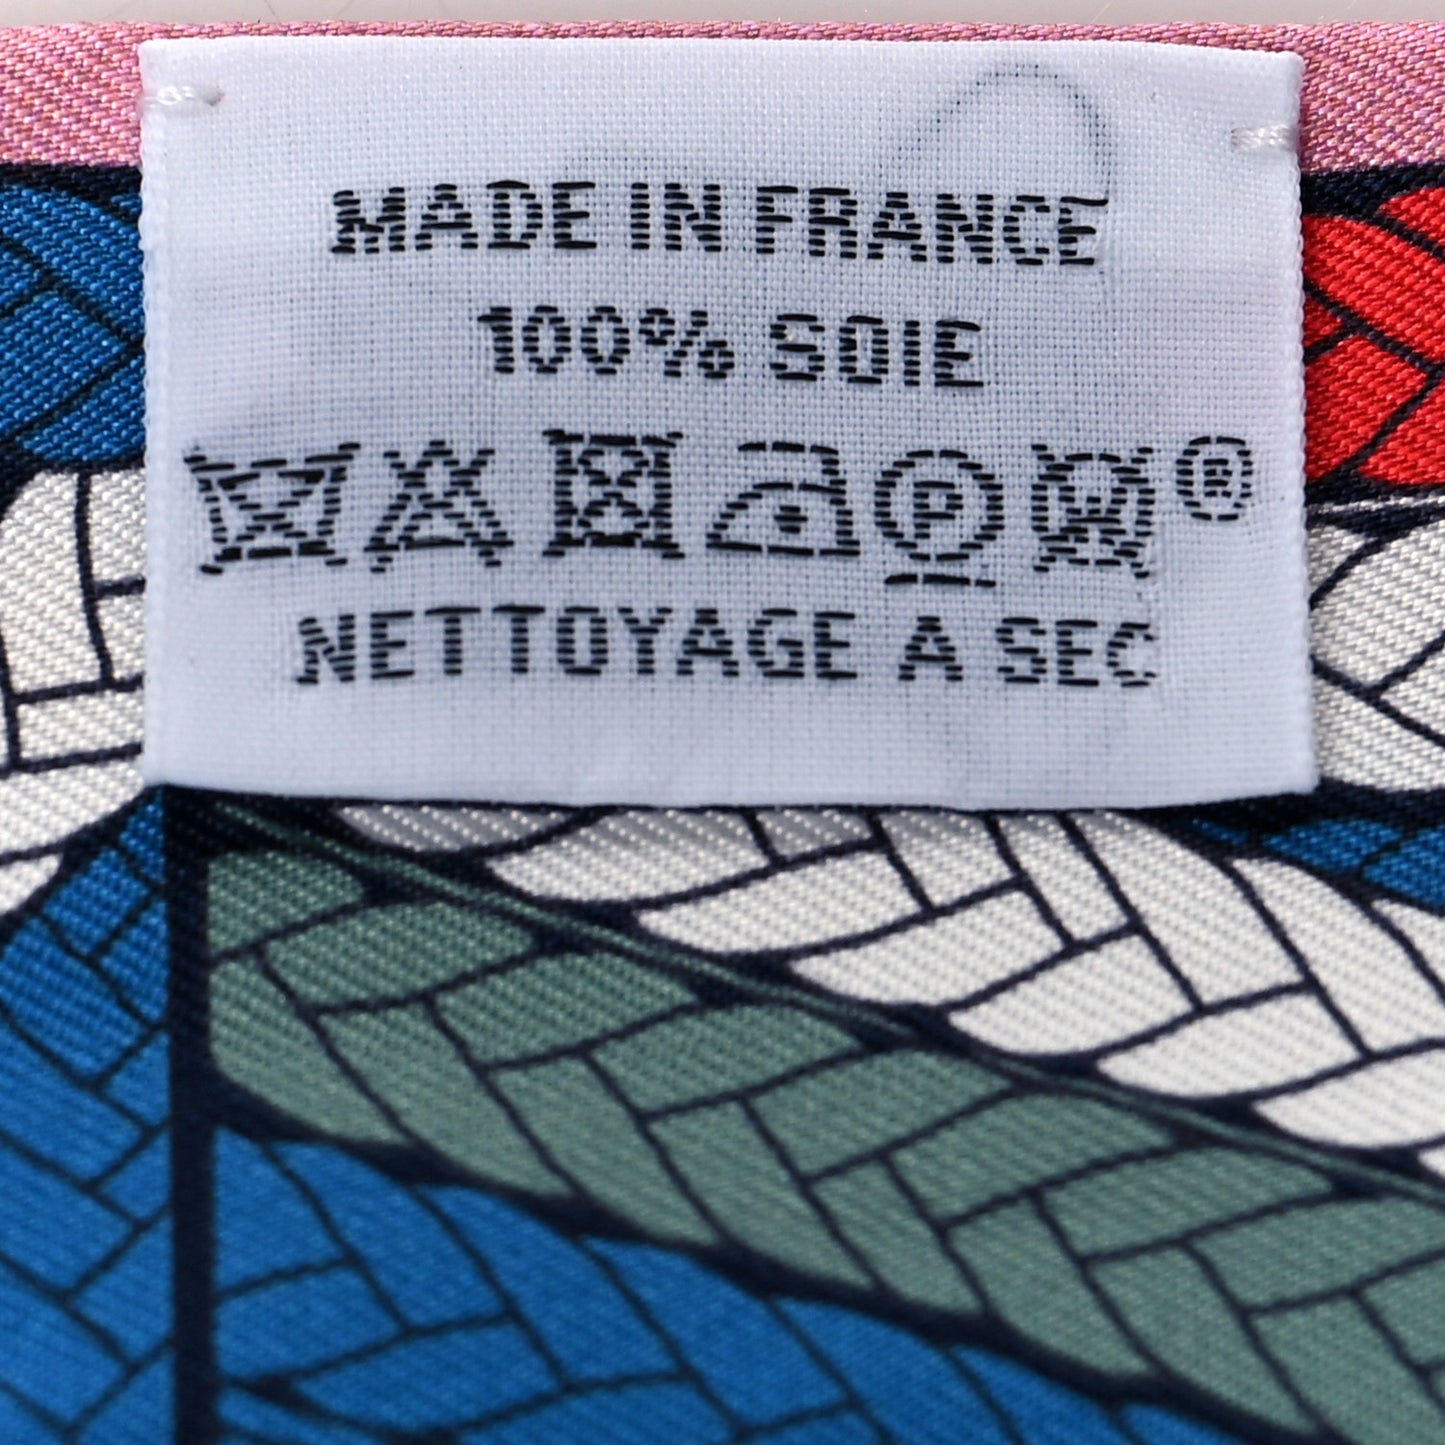 MADE IN FRANCE
100% SOIE
P W ®
NETTOYAGE A SEC